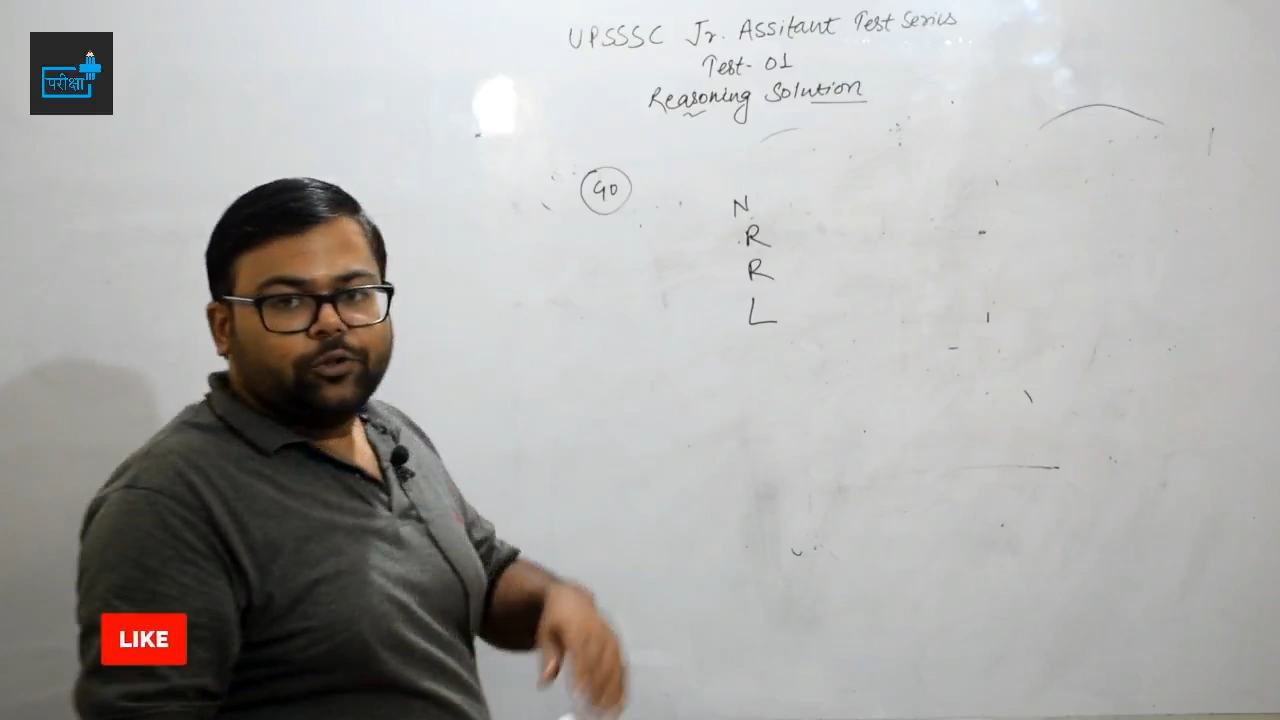 परीक्षा
UPSSSC Jr. Assitant Test Series
Test-01
Reasoning Solution
40
N
R
R
L
LIKE